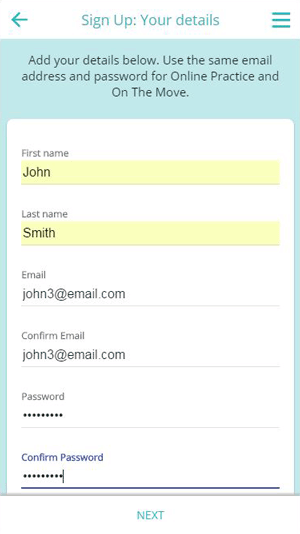 Sign Up: Your details
Add your details below. Use the same email
address and password for Online Practice and
On The Move.
First name
John
Last name
Smith
Email
john3@email.com
Confirm Email
john3@email.com
Password
•••••••••
Confirm Password
•••••••••
NEXT